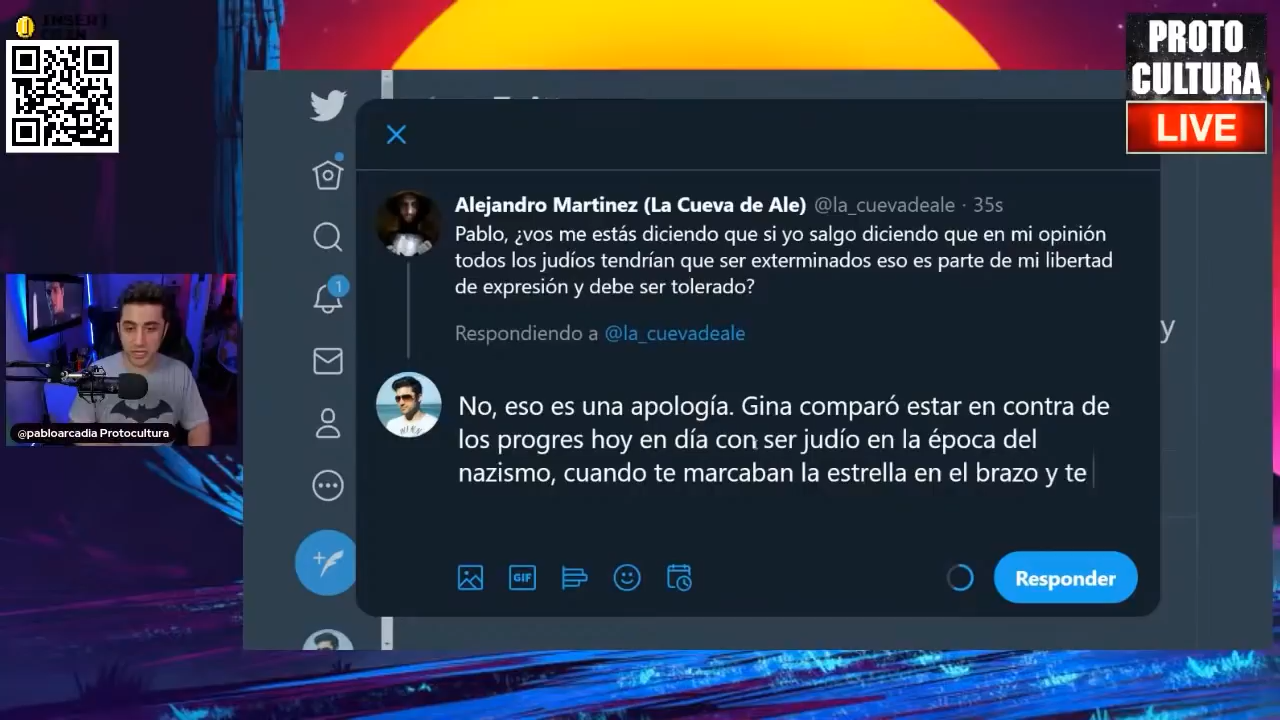 INSERT
COIN
PROTO
CULTURA
LIVE
Alejandro Martinez (La Cueva de Ale) @la_cuevadeale · 35s
Pablo, ¿vos me estás diciendo que si yo salgo diciendo que en mi opinión
todos los judíos tendrían que ser exterminados eso es parte de mi libertad
de expresión y debe ser tolerado?
Respondiendo a @la_cuevadeale
y
No, eso es una apología. Gina comparó estar en contra de
los progres hoy en día con ser judío en la época del
nazismo, cuando te marcaban la estrella en el brazo y te
@pabloarcadia Protocultura
1
GIF
Responder